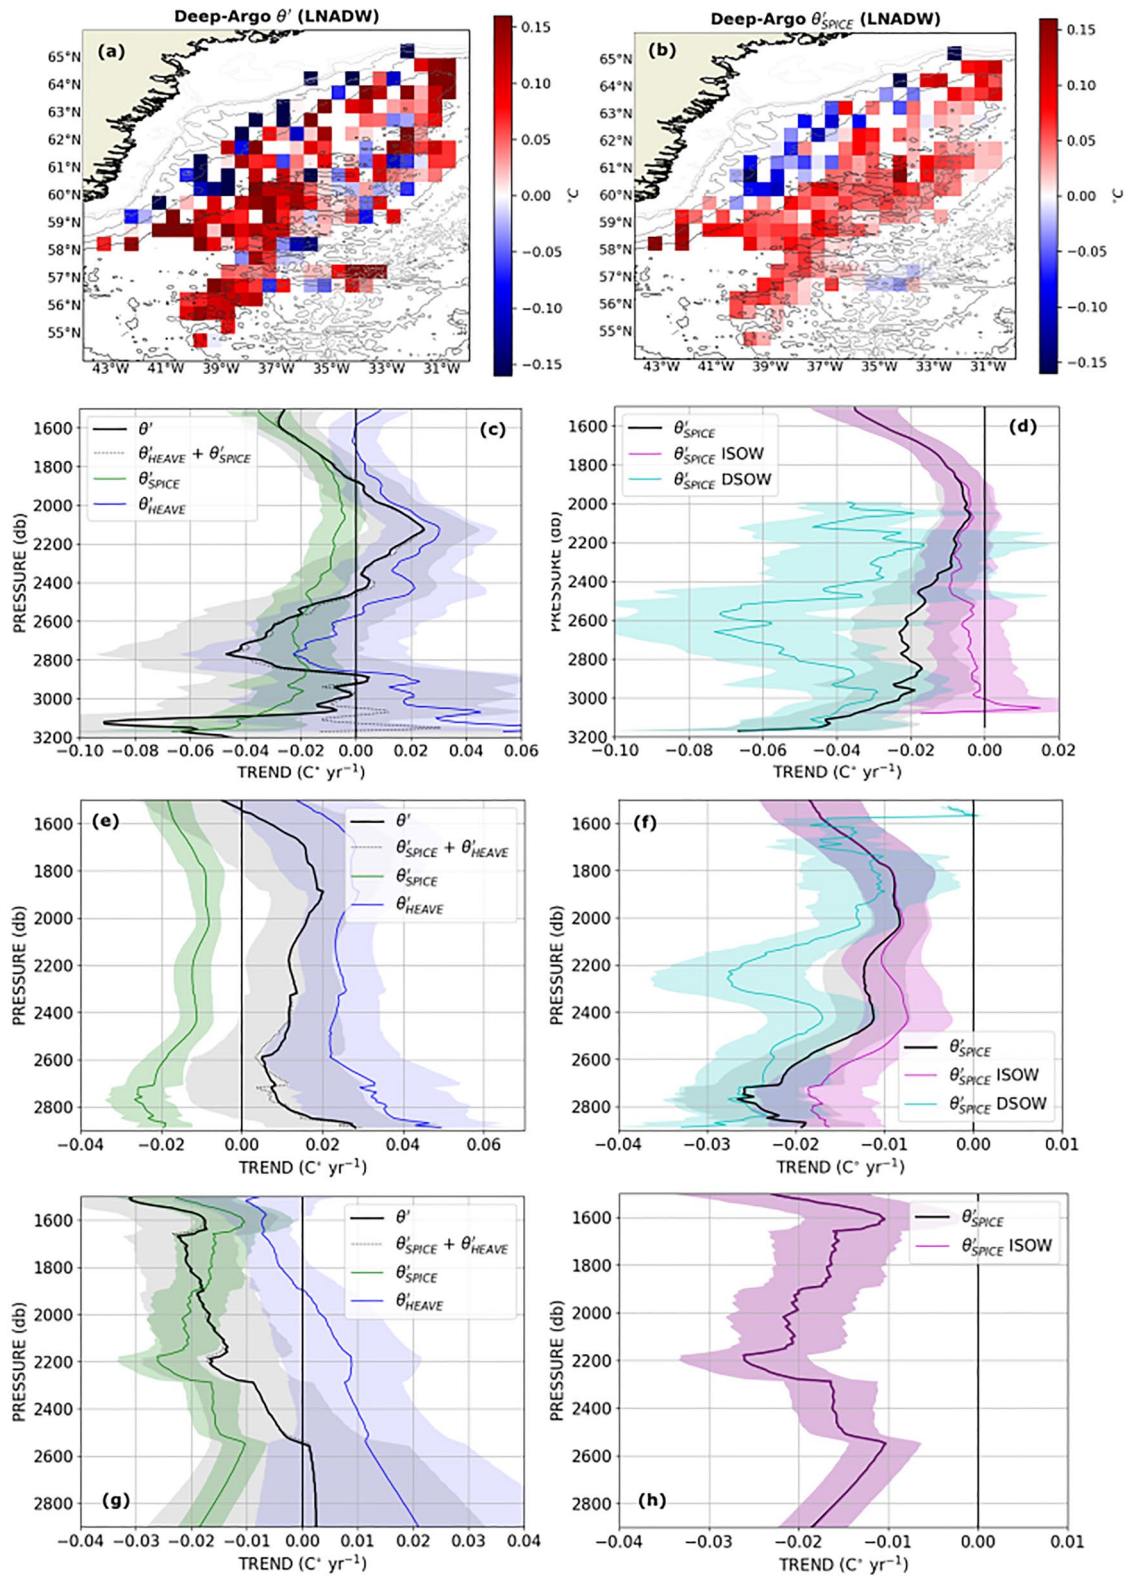 Deep-Argo θ′ (LNADW)
Deep-Argo θ′SPICE (LNADW)
(a)
65°N
64°N
63°N
62°N
61°N
60°N
59°N
58°N
57°N
56°N
55°N
43°W 41°W 39°W 37°W 35°W 33°W 31°W
0.15
0.10
0.05
0.00
−0.05
−0.10
−0.15
°C
(b)
65°N
64°N
63°N
62°N
61°N
60°N
59°N
58°N
57°N
56°N
55°N
43°W 41°W 39°W 37°W 35°W 33°W 31°W
0.15
0.10
0.05
0.00
−0.05
−0.10
−0.15
°C
(c)
θ′
θ′HEAVE + θ′SPICE
θ′SPICE
θ′HEAVE
PRESSURE (db)
1600
1800
2000
2200
2400
2600
2800
3000
3200
−0.10 −0.08 −0.06 −0.04 −0.02 0.00 0.02 0.04 0.06
TREND (C° yr−1)
(d)
θ′SPICE
θ′SPICE ISOW
θ′SPICE DSOW
PRESSURE (db)
1600
1800
2000
2200
2400
2600
2800
3000
3200
−0.10 −0.08 −0.06 −0.04 −0.02 0.00 0.02
TREND (C° yr−1)
(e)
θ′
θ′SPICE + θ′HEAVE
θ′SPICE
θ′HEAVE
PRESSURE (db)
1600
1800
2000
2200
2400
2600
2800
−0.04 −0.02 0.00 0.02 0.04 0.06
TREND (C° yr−1)
(f)
θ′SPICE
θ′SPICE ISOW
θ′SPICE DSOW
PRESSURE (db)
1600
1800
2000
2200
2400
2600
2800
−0.04 −0.03 −0.02 −0.01 0.00 0.01
TREND (C° yr−1)
(g)
θ′
θ′SPICE + θ′HEAVE
θ′SPICE
θ′HEAVE
PRESSURE (db)
1600
1800
2000
2200
2400
2600
2800
−0.04 −0.03 −0.02 −0.01 0.00 0.01 0.02 0.03 0.04
TREND (C° yr−1)
(h)
θ′SPICE
θ′SPICE ISOW
PRESSURE (db)
1600
1800
2000
2200
2400
2600
2800
−0.04 −0.03 −0.02 −0.01 0.00 0.01
TREND (C° yr−1)